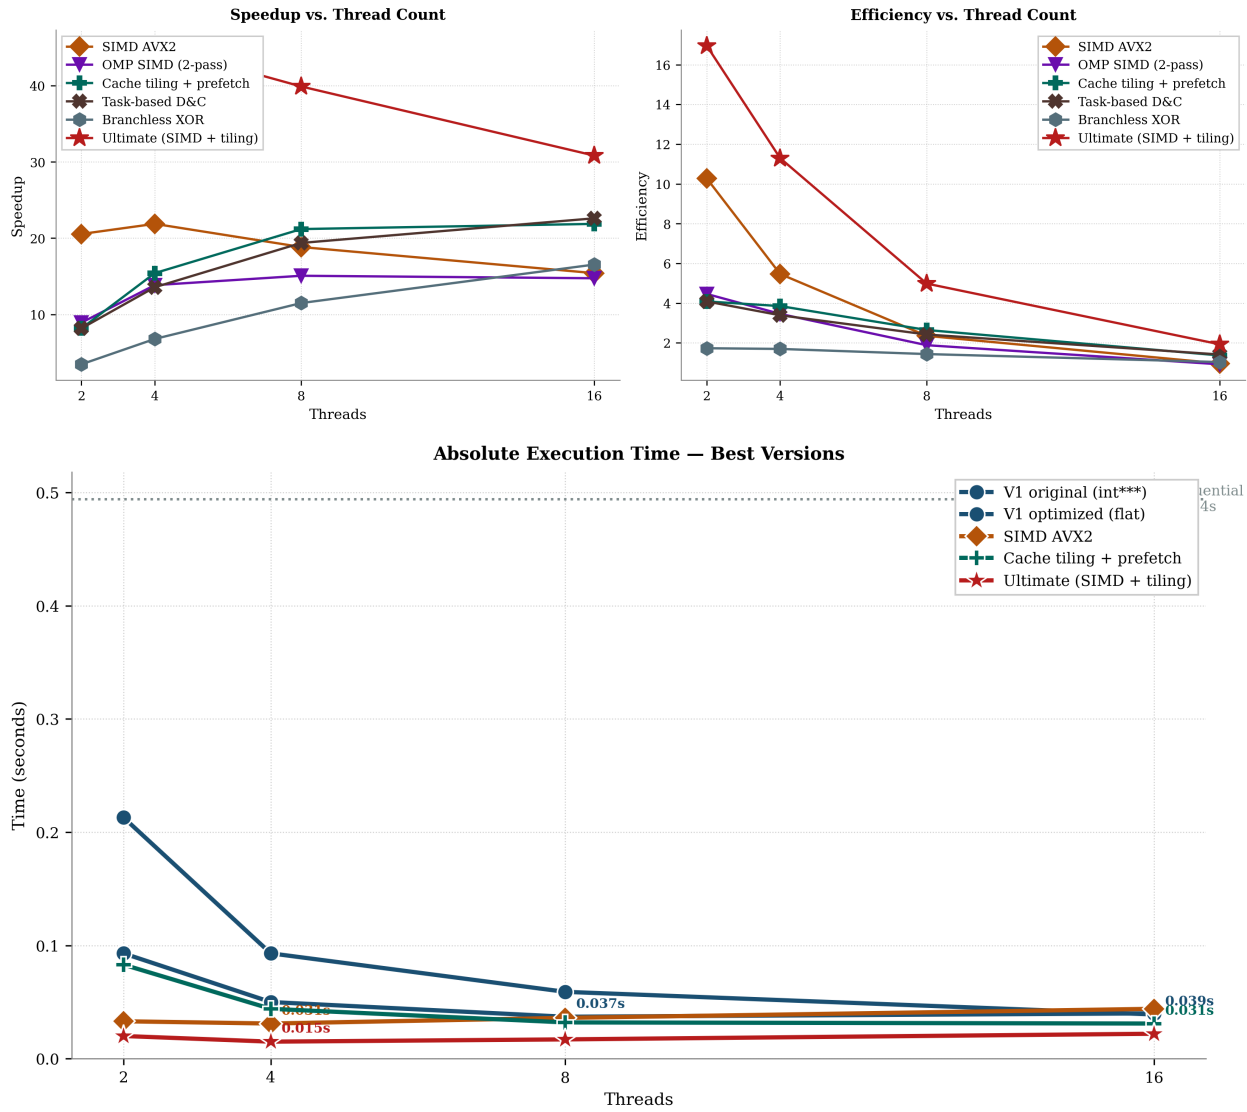 Speedup vs. Thread Count
SIMD AVX2
OMP SIMD (2-pass)
Cache tiling + prefetch
Task-based D&C
Branchless XOR
Ultimate (SIMD + tiling)
40
30
20
10
Speedup
2
4
8
16
Threads
Efficiency vs. Thread Count
SIMD AVX2
OMP SIMD (2-pass)
Cache tiling + prefetch
Task-based D&C
Branchless XOR
Ultimate (SIMD + tiling)
16
14
12
10
8
6
4
2
Efficiency
2
4
8
16
Threads
Absolute Execution Time — Best Versions
V1 original (int***)
V1 optimized (flat)
SIMD AVX2
Cache tiling + prefetch
Ultimate (SIMD + tiling)
4s
0.5
0.4
0.3
0.2
0.1
0.0
Time (seconds)
0.015s
0.037s
0.039s
0.031s
2
4
8
16
Threads